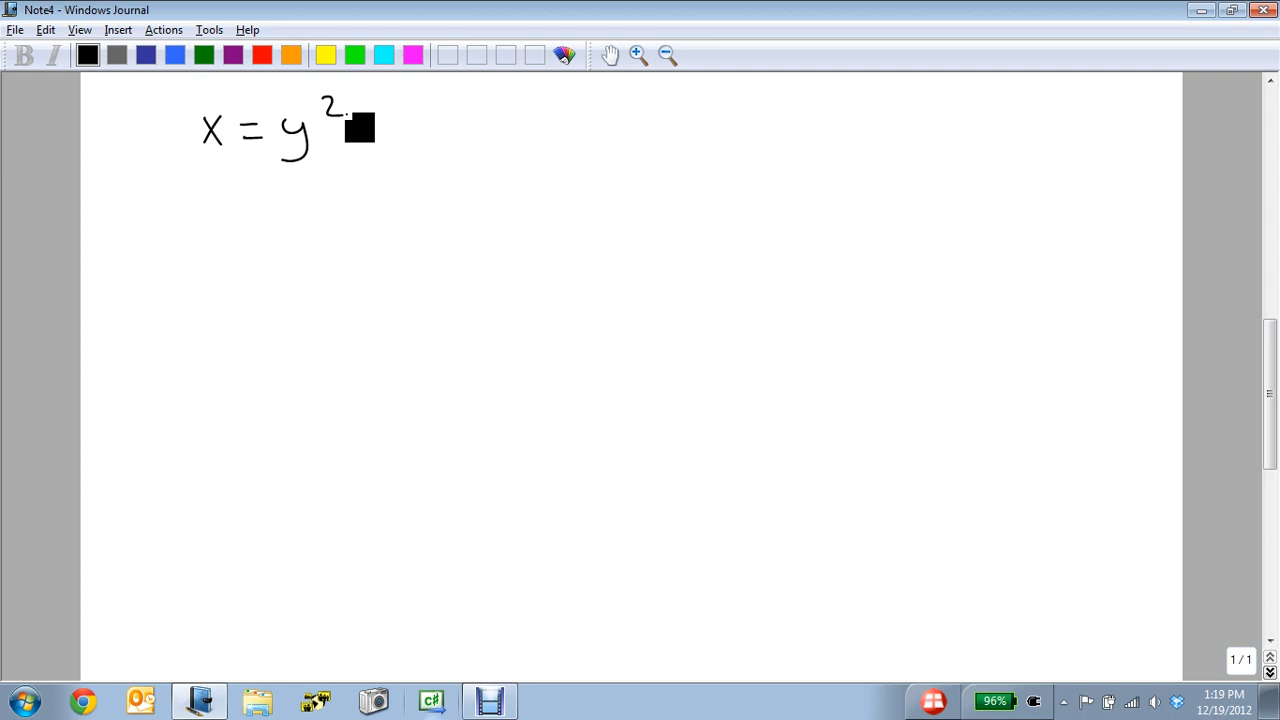 Note4 - Windows Journal
File Edit View Insert Actions Tools Help
B I
x = y²
1 / 1
C#
96%
1:19 PM
12/19/2012